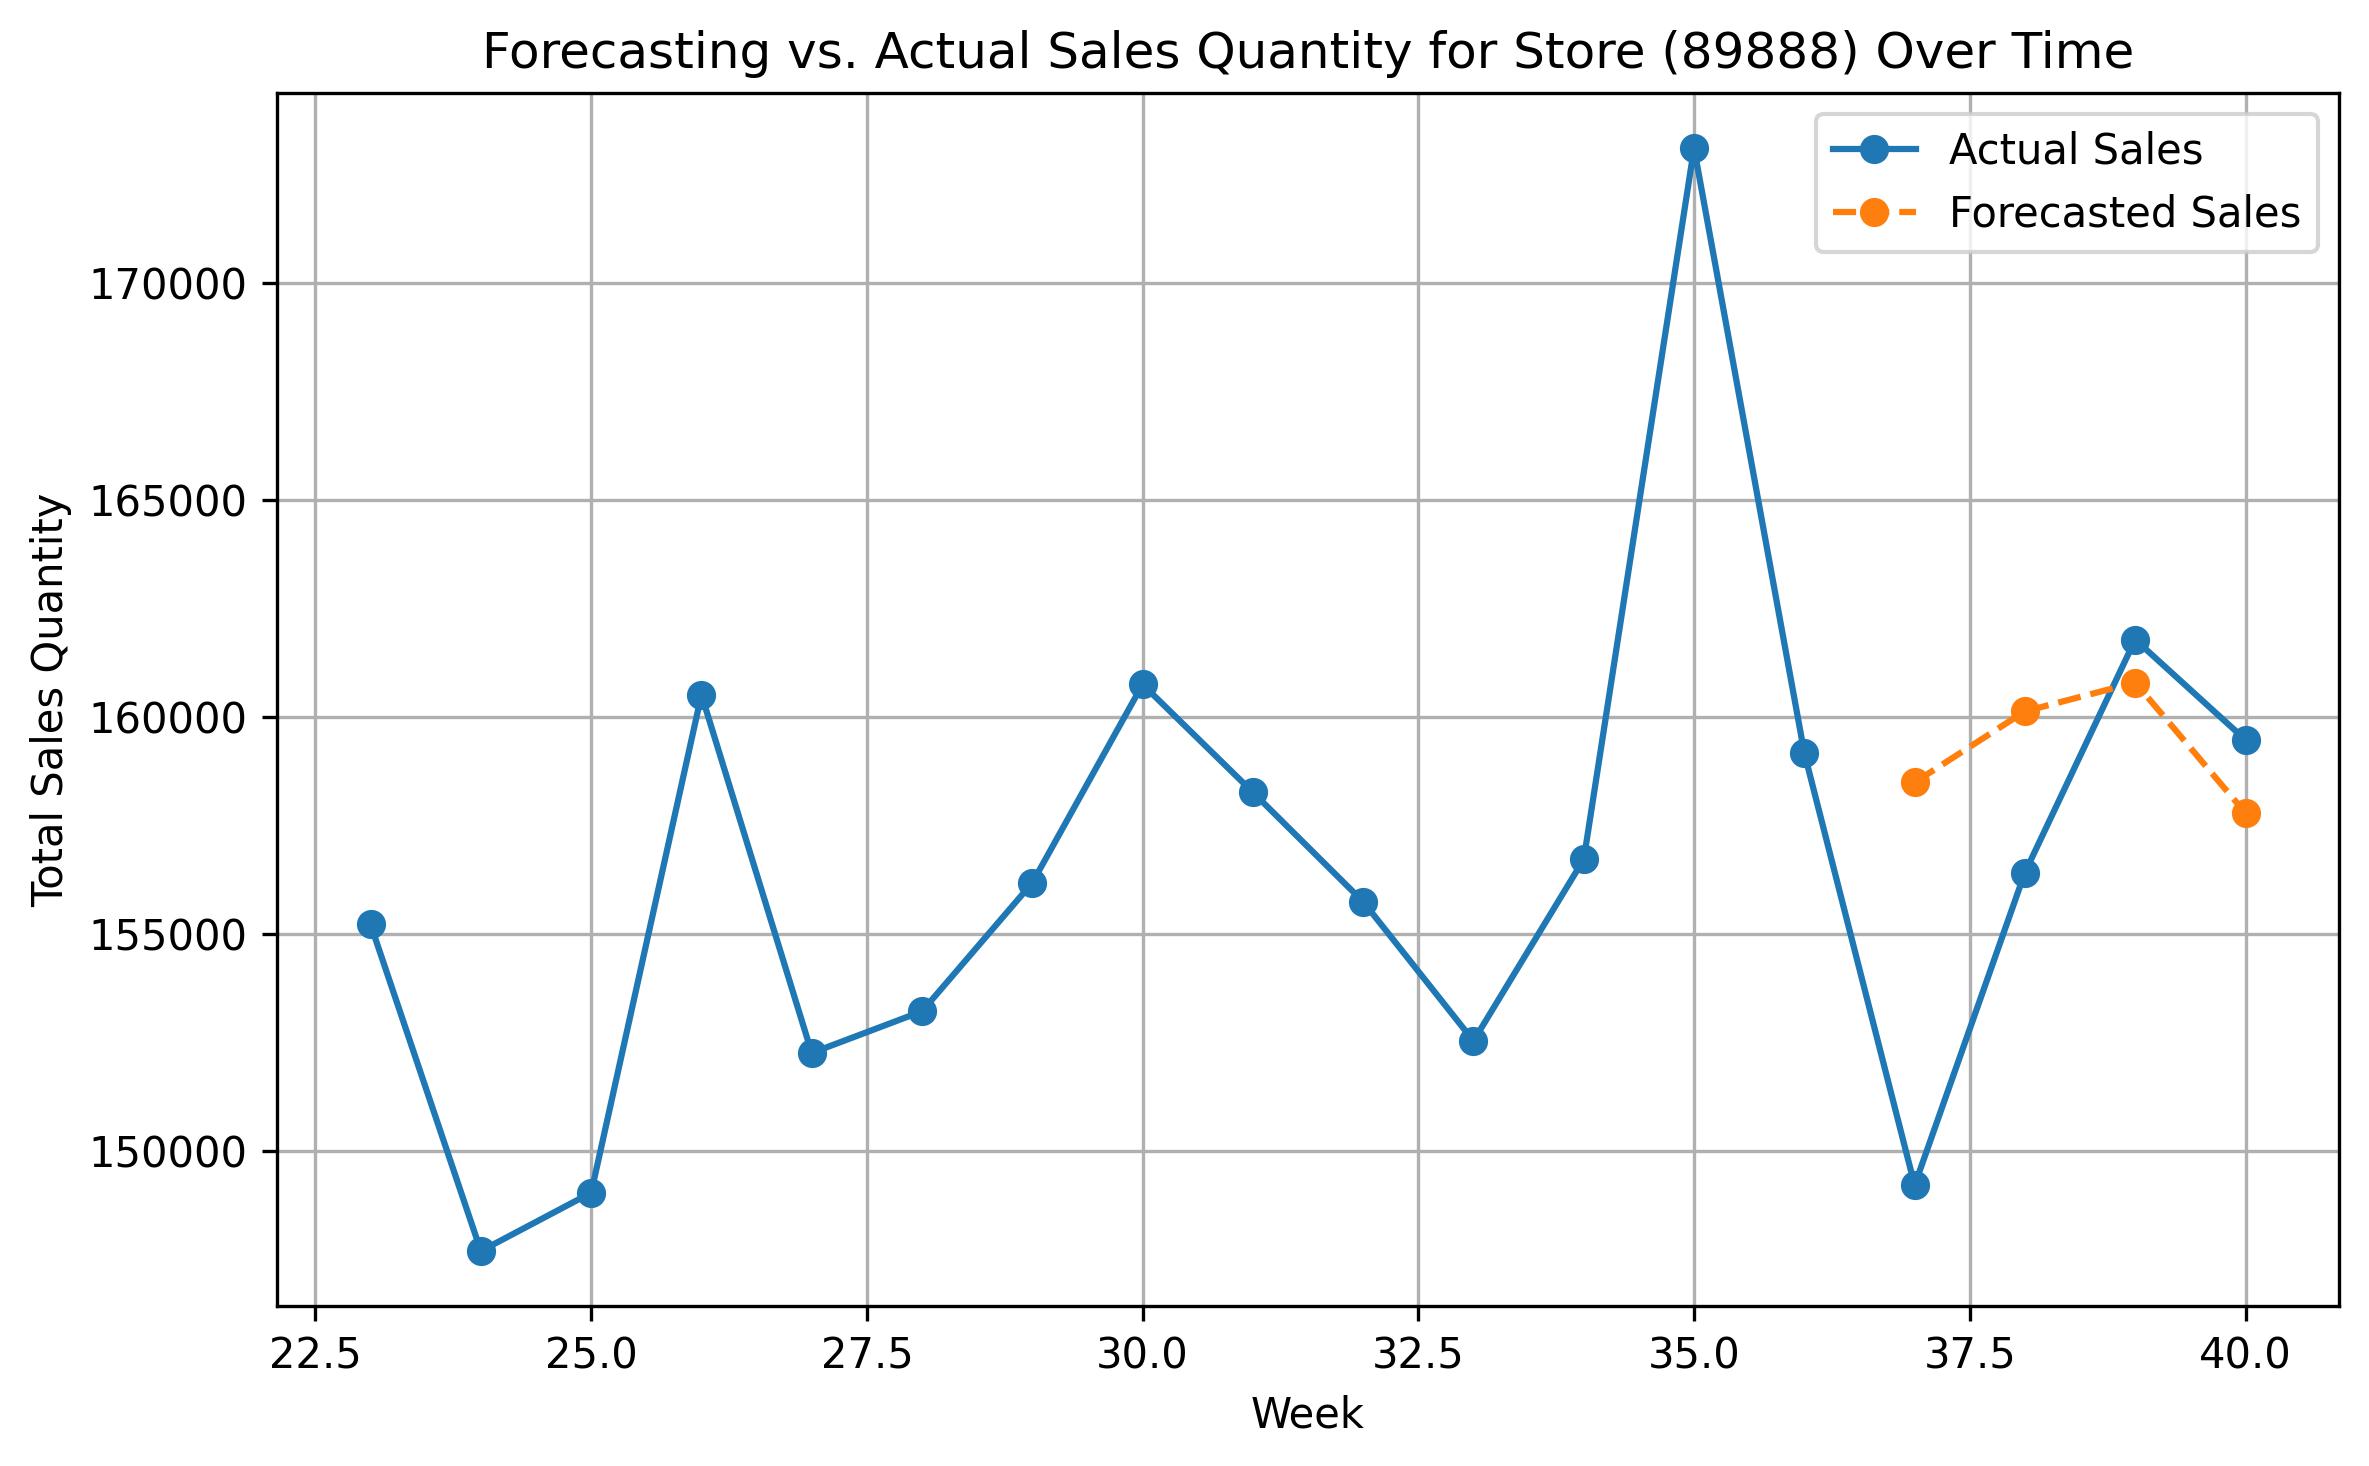 Forecasting vs. Actual Sales Quantity for Store (89888) Over Time
Actual Sales
Forecasted Sales
Total Sales Quantity
170000
165000
160000
155000
150000
22.5 25.0 27.5 30.0 32.5 35.0 37.5 40.0
Week